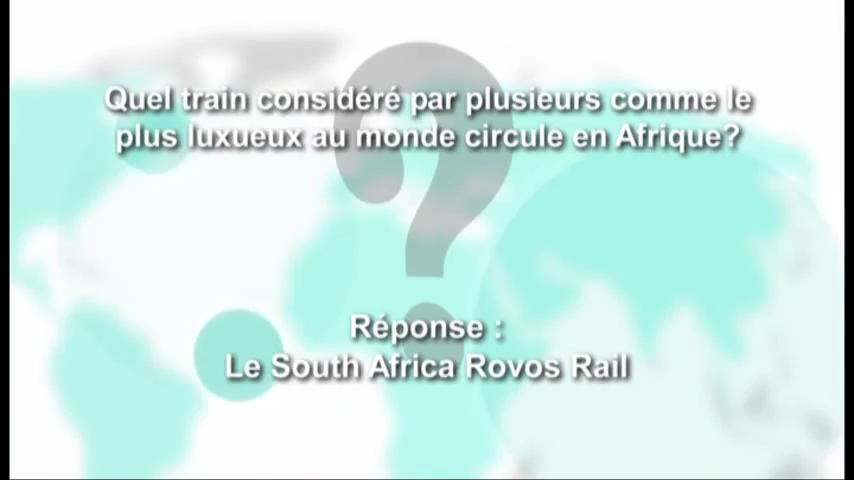 Quel train considéré par plusieurs comme le
plus luxueux au monde circule en Afrique?
?
Réponse :
Le South Africa Rovos Rail